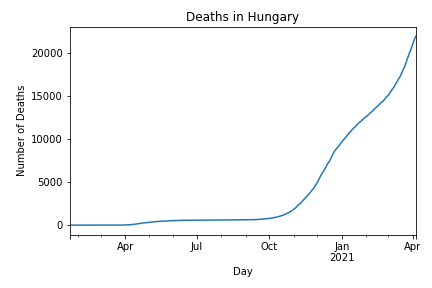 Deaths in Hungary
Number of Deaths
20000
15000
10000
5000
0
Apr
Jul
Oct
Jan
2021
Apr
Day